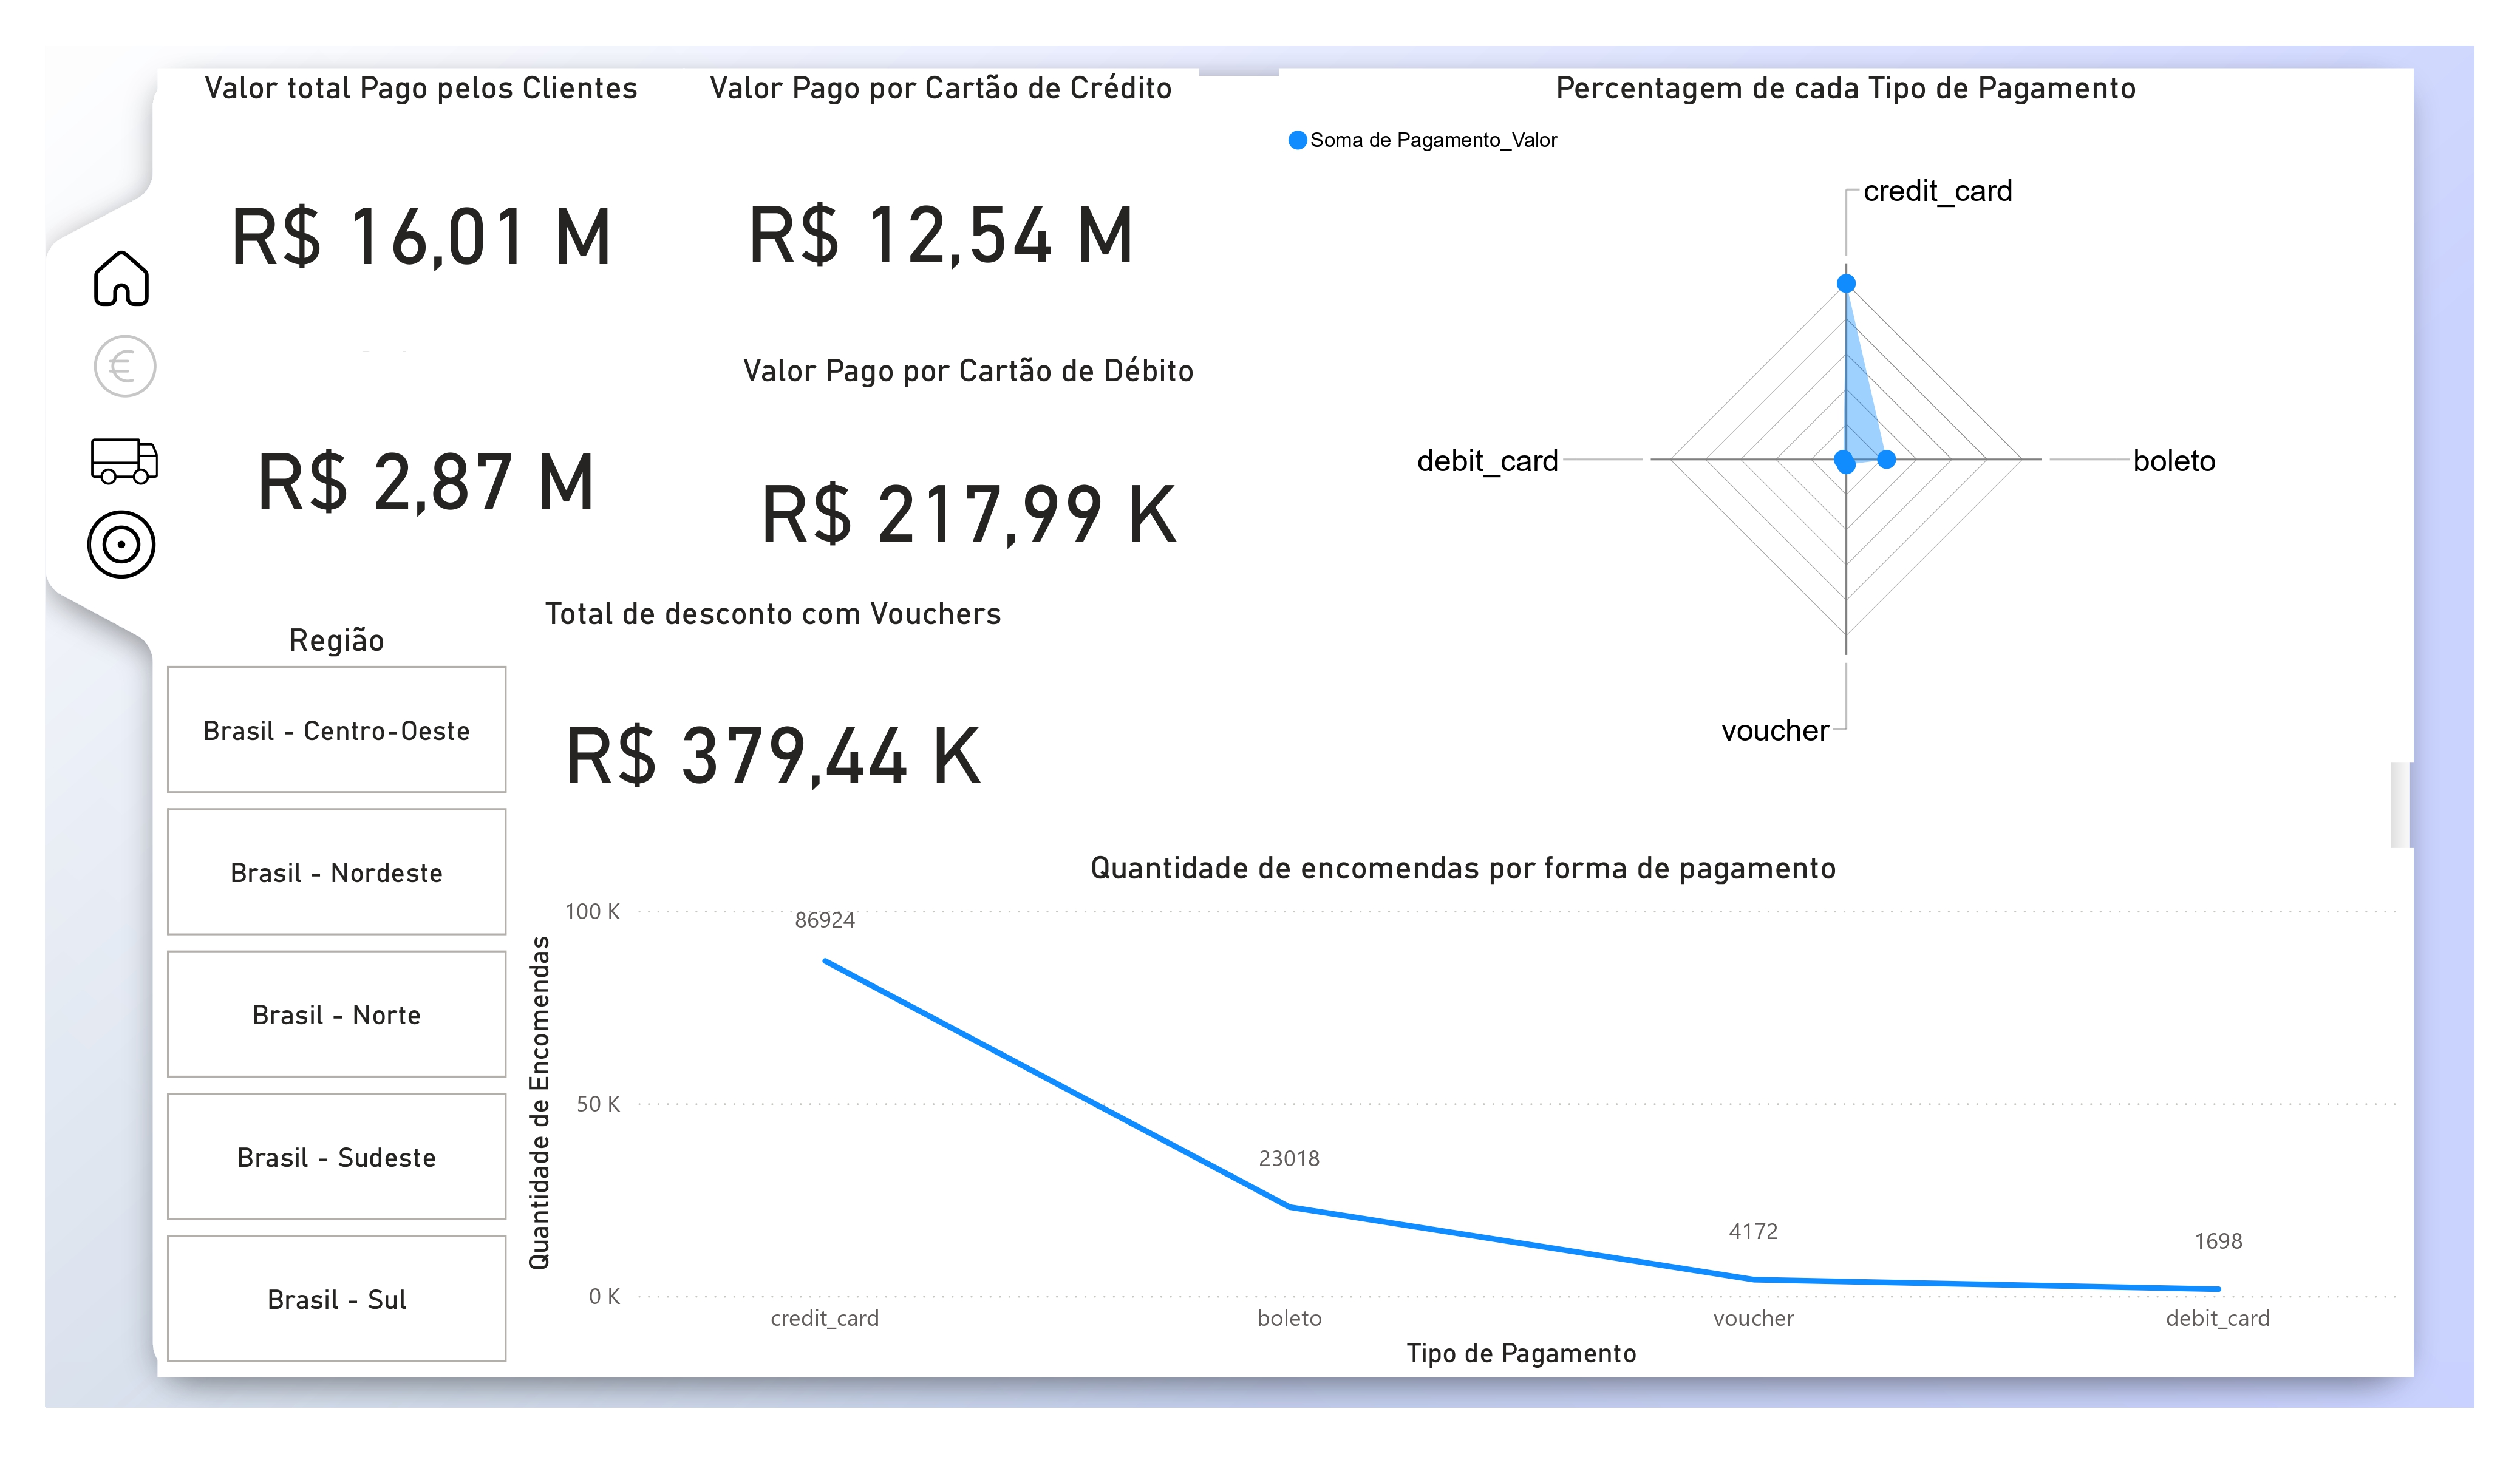 Valor total Pago pelos Clientes
R$ 16,01 M
Valor Pago por Cartão de Crédito
R$ 12,54 M
R$ 2,87 M
Valor Pago por Cartão de Débito
R$ 217,99 K
Total de desconto com Vouchers
R$ 379,44 K
Percentagem de cada Tipo de Pagamento
Soma de Pagamento_Valor
credit_card
debit_card
boleto
voucher
€
Região
Brasil - Centro-Oeste
Brasil - Nordeste
Brasil - Norte
Brasil - Sudeste
Brasil - Sul
Quantidade de encomendas por forma de pagamento
Quantidade de Encomendas
100 K
50 K
0 K
86924
23018
4172
1698
credit_card
boleto
voucher
debit_card
Tipo de Pagamento